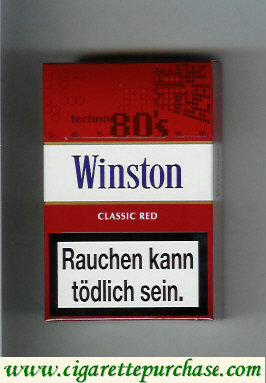 techno 80's
Winston
CLASSIC RED
Rauchen kann
tödlich sein.
www.cigarettepurchase.com